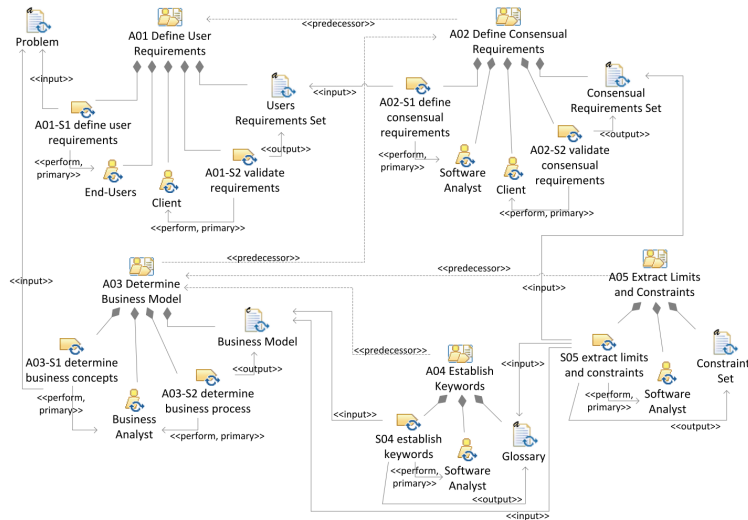 Problem
A01 Define User
Requirements
<<predecessor>>
A02 Define Consensual
Requirements
<<input>>
A01-S1 define user
requirements
<<perform,
primary>>
End-Users
Client
Users
Requirements Set
<<output>>
A01-S2 validate
requirements
<<perform, primary>>
<<input>>
A02-S1 define
consensual
requirements
<<perform,
primary>>
Software
Analyst
Client
Consensual
Requirements Set
<<output>>
A02-S2 validate
consensual
requirements
<<perform, primary>>
<<predecessor>>
<<input>>
A03 Determine
Business Model
<<predecessor>>
<<input>>
A05 Extract Limits
and Constraints
Business Model
<<output>>
A03-S1 determine
business concepts
<<perform,
primary>>
Business
Analyst
A03-S2 determine
business process
<<perform, primary>>
<<predecessor>>
A04 Establish
Keywords
<<input>>
<<input>>
S04 establish
keywords
<<perform,
primary>>
Software
Analyst
Glossary
<<output>>
<<input>>
S05 extract limits
and constraints
<<perform,
primary>>
Software
Analyst
Constraint
Set
<<output>>